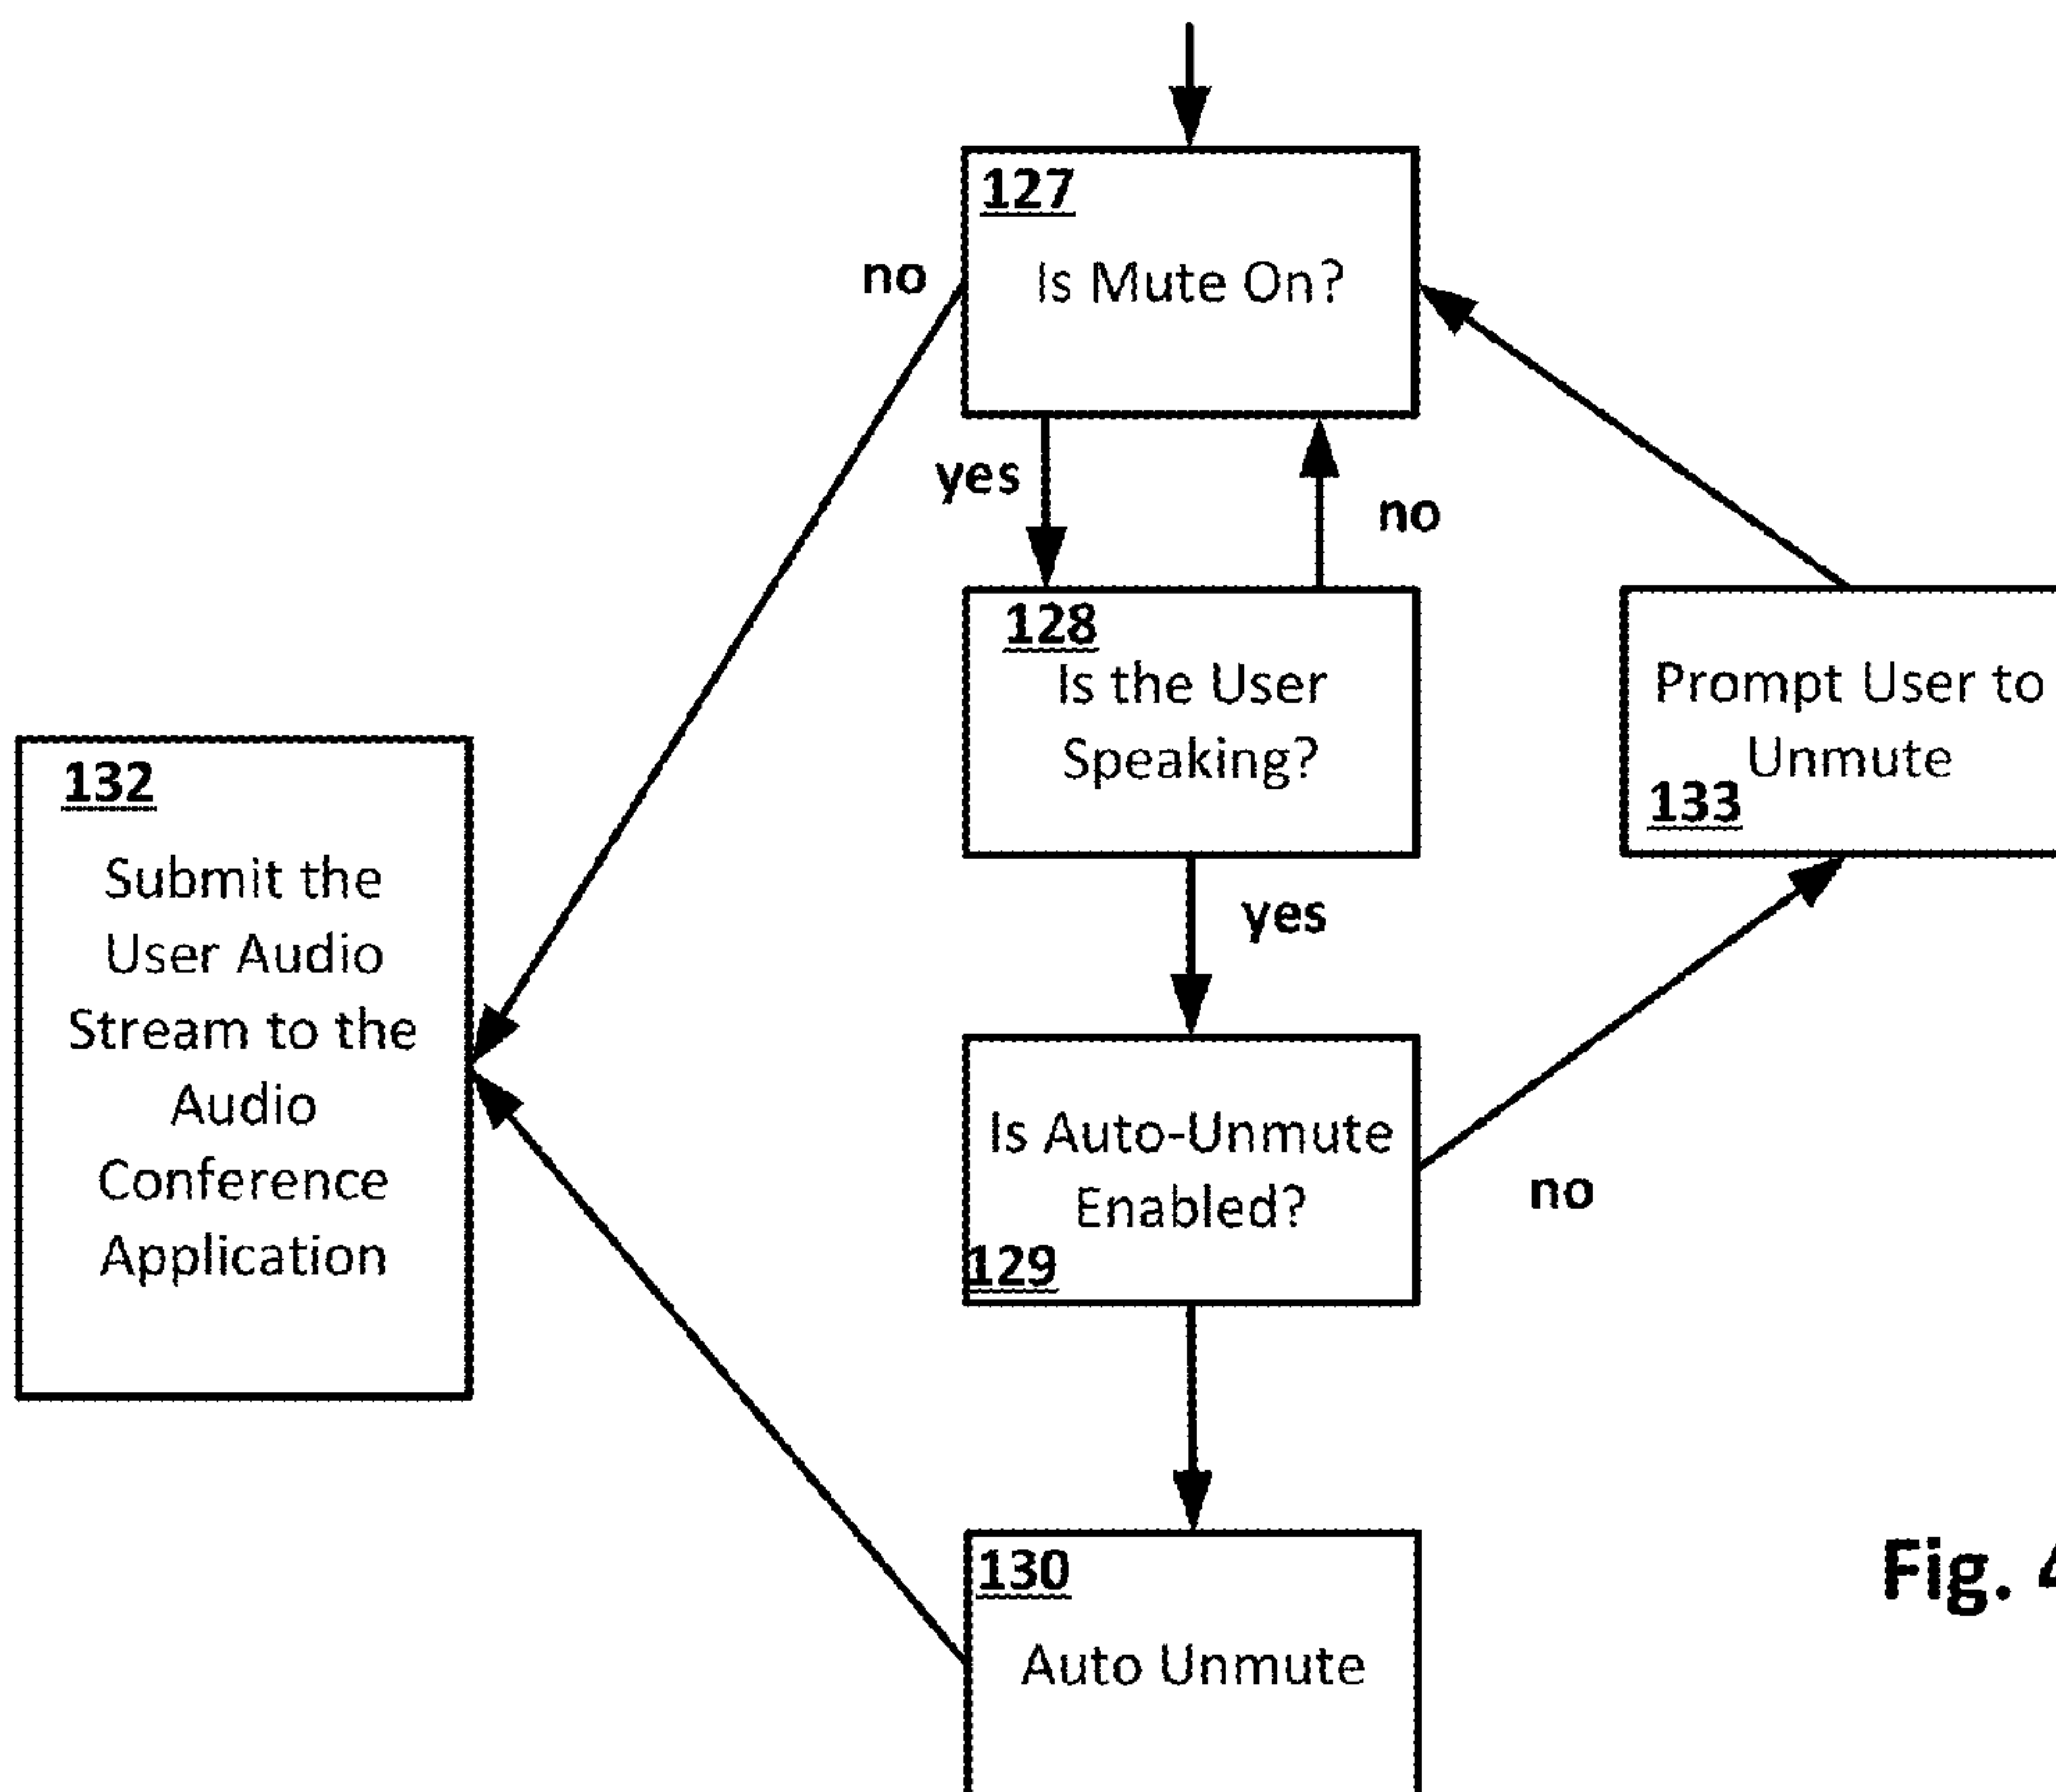 127
no
Is Mute On?
yes
no
128
Is the User
Speaking?
Prompt User to
Unmute
133
132
Submit the
User Audio
Stream to the
Audio
Conference
Application
yes
Is Auto-Unmute
Enabled?
129
no
130
Auto Unmute
Fig. 4